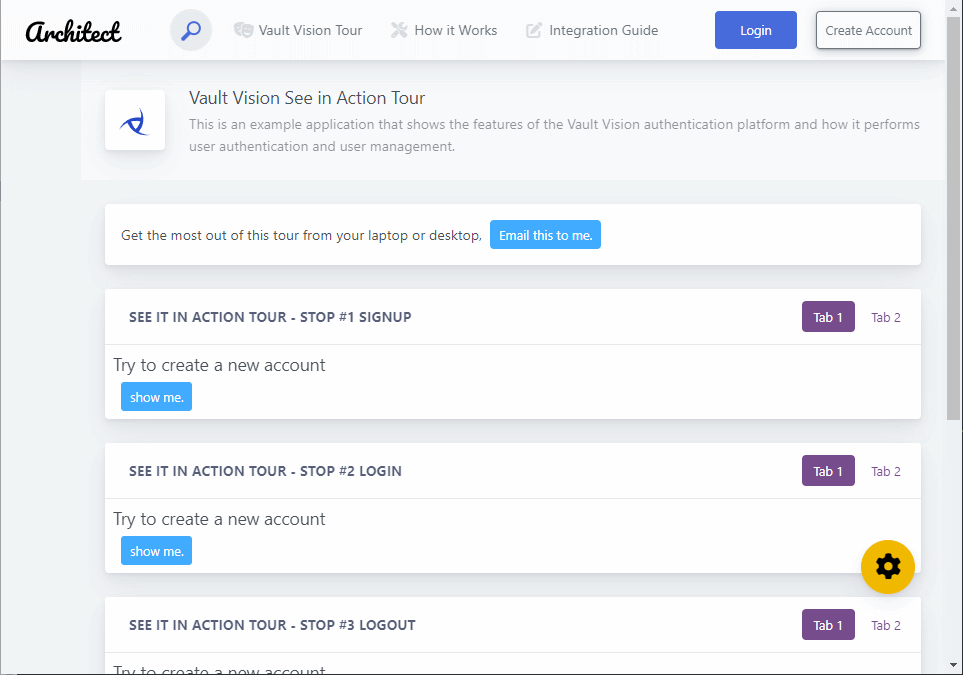 Architect
Vault Vision Tour
How it Works
Integration Guide
Login
Create Account
Vault Vision See in Action Tour
This is an example application that shows the features of the Vault Vision authentication platform and how it performs
user authentication and user management.
Get the most out of this tour from your laptop or desktop,
Email this to me.
SEE IT IN ACTION TOUR - STOP #1 SIGNUP
Tab 1
Tab 2
Try to create a new account
show me.
SEE IT IN ACTION TOUR - STOP #2 LOGIN
Tab 1
Tab 2
Try to create a new account
show me.
SEE IT IN ACTION TOUR - STOP #3 LOGOUT
Tab 1
Tab 2
Try to create a new account